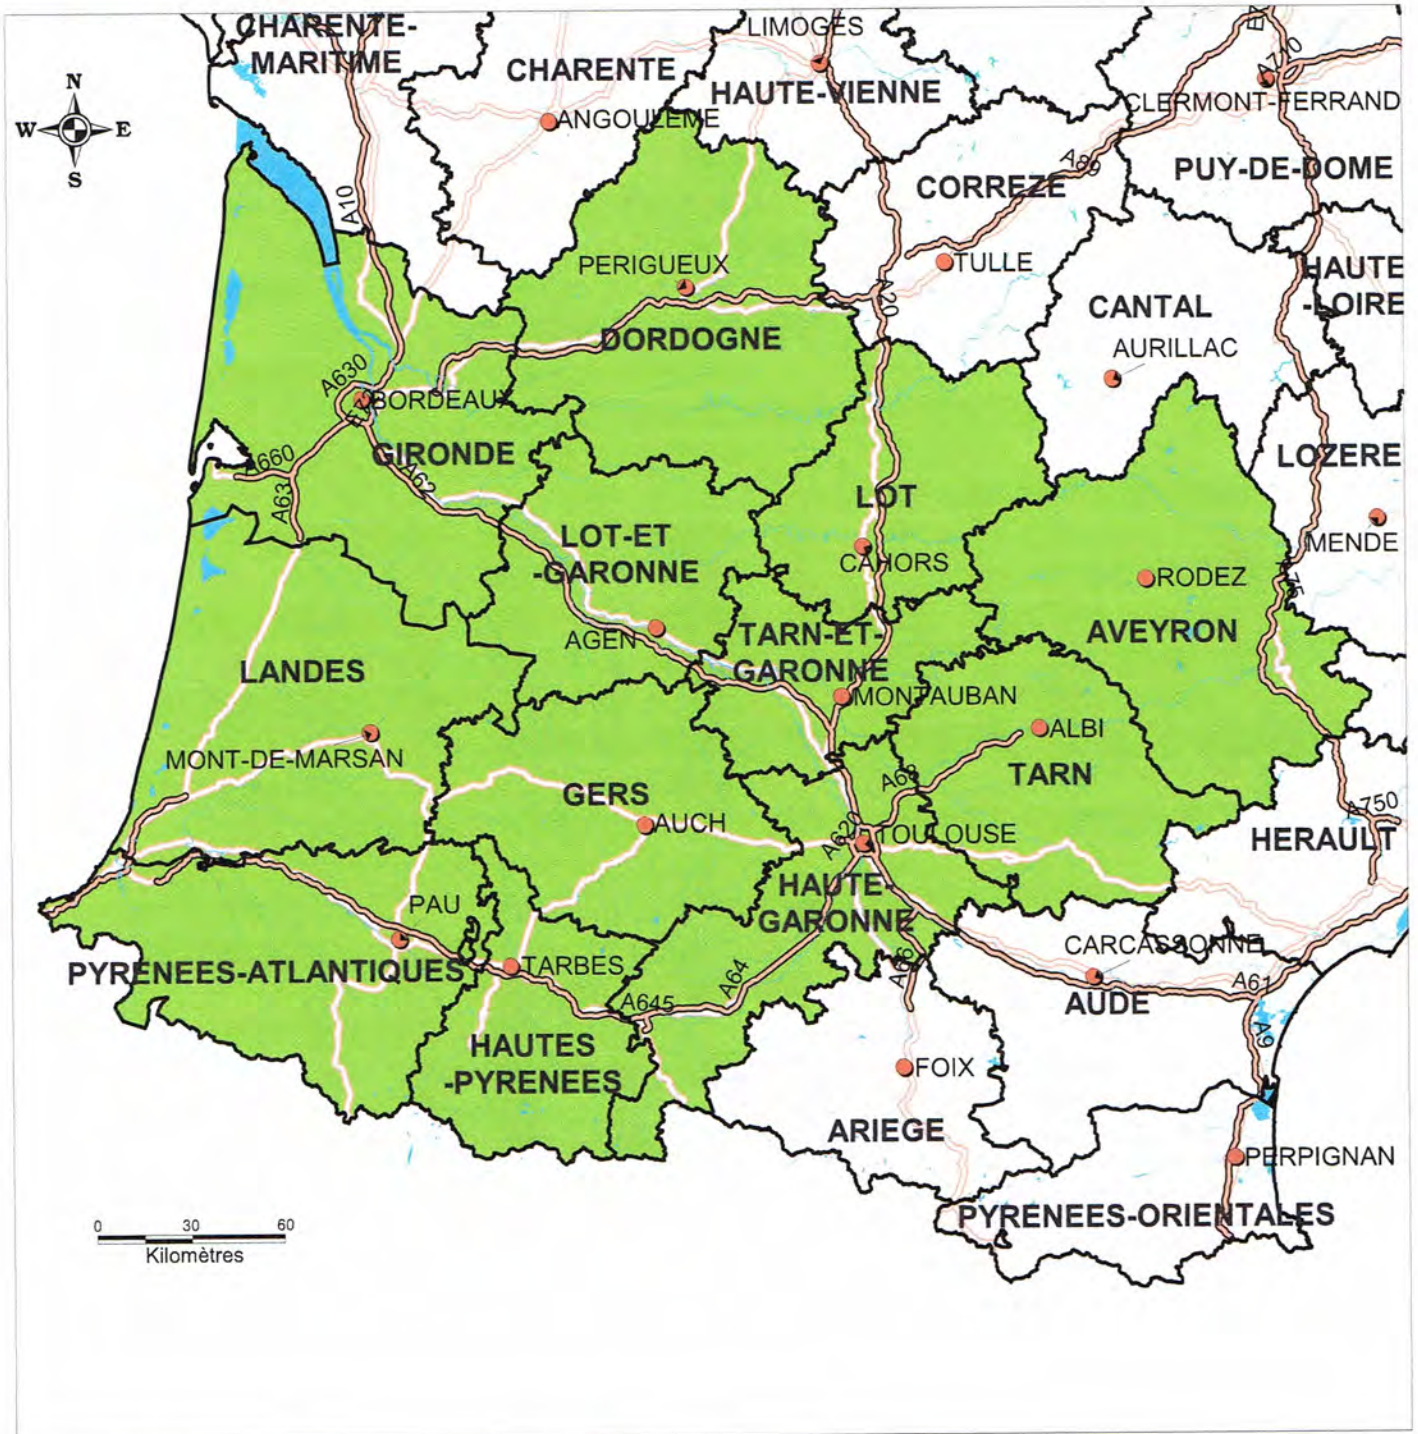 CHARENTE-
MARITIME
LIMOGES
CHARENTE
HAUTE-VIENNE
ANGOULEME
A710
CLERMONT-FERRAND
PUY-DE-DOME
N
W E
S
A10
A89
CORREZE
TULLE
PERIGUEUX
DORDOGNE
A20
CANTAL
AURILLAC
HAUTE
-LOIRE
A630
BORDEAUX
GIRONDE
A660
A63
A62
LOZERE
MENDE
LOT
CAHORS
LOT-ET
-GARONNE
AGEN
RODEZ
AVEYRON
A75
TARN-ET-
GARONNE
MONTAUBAN
LANDES
MONT-DE-MARSAN
ALBI
TARN
A68
GERS
AUCH
A620
TOULOUSE
A750
HERAULT
HAUTE-
GARONNE
PAU
PYRENEES-ATLANTIQUES
TARBES
A64
A645
A66
CARCASSONNE
AUDE
A61
A9
HAUTES
-PYRENEES
FOIX
ARIEGE
PERPIGNAN
PYRENEES-ORIENTALES
0 30 60
Kilomètres